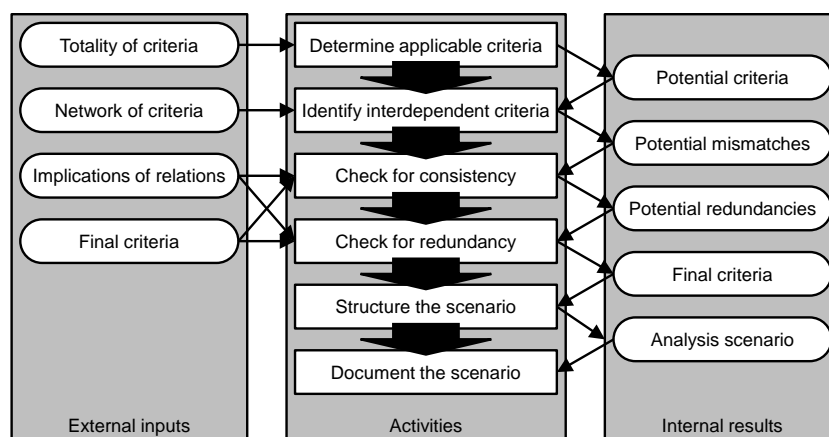 Totality of criteria
Network of criteria
Implications of relations
Final criteria
External inputs
Determine applicable criteria
Identify interdependent criteria
Check for consistency
Check for redundancy
Structure the scenario
Document the scenario
Activities
Potential criteria
Potential mismatches
Potential redundancies
Final criteria
Analysis scenario
Internal results